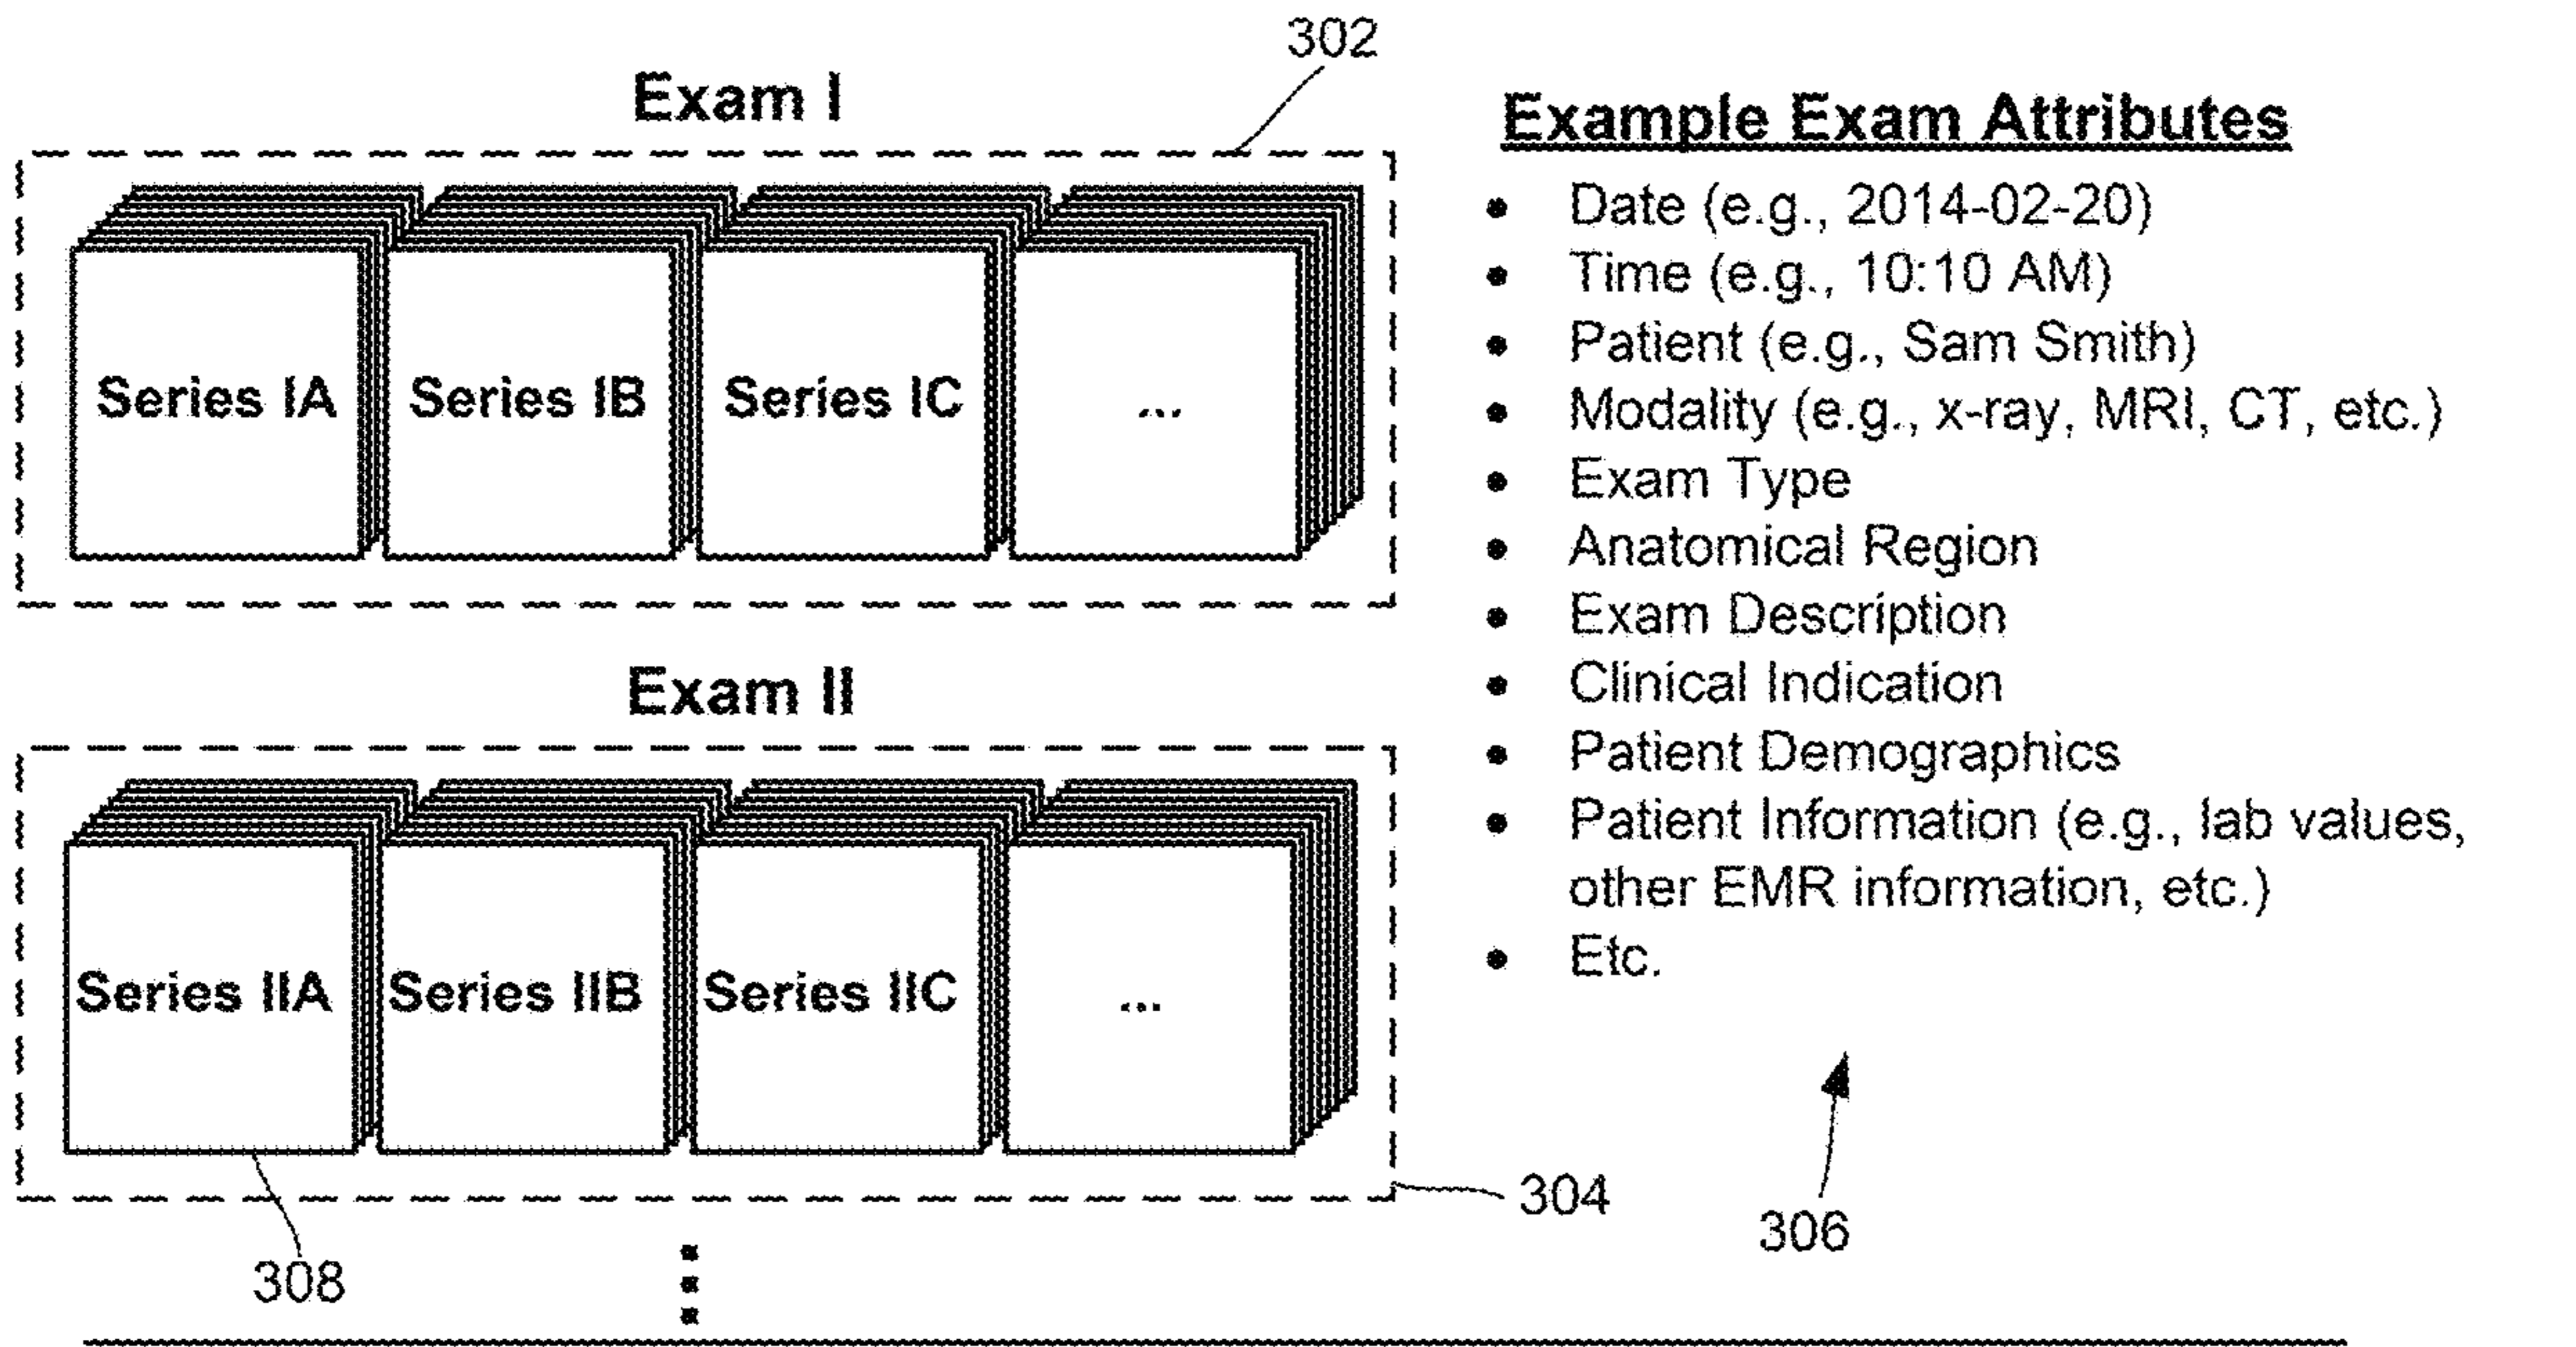 302
Exam I
Series IA
Series IB
Series IC
...
Exam II
Series IIA
Series IIB
Series IIC
...
304
308
Example Exam Attributes
• Date (e.g., 2014-02-20)
• Time (e.g., 10:10 AM)
• Patient (e.g., Sam Smith)
• Modality (e.g., x-ray, MRI, CT, etc.)
• Exam Type
• Anatomical Region
• Exam Description
• Clinical Indication
• Patient Demographics
• Patient Information (e.g., lab values,
other EMR information, etc.)
• Etc.
306